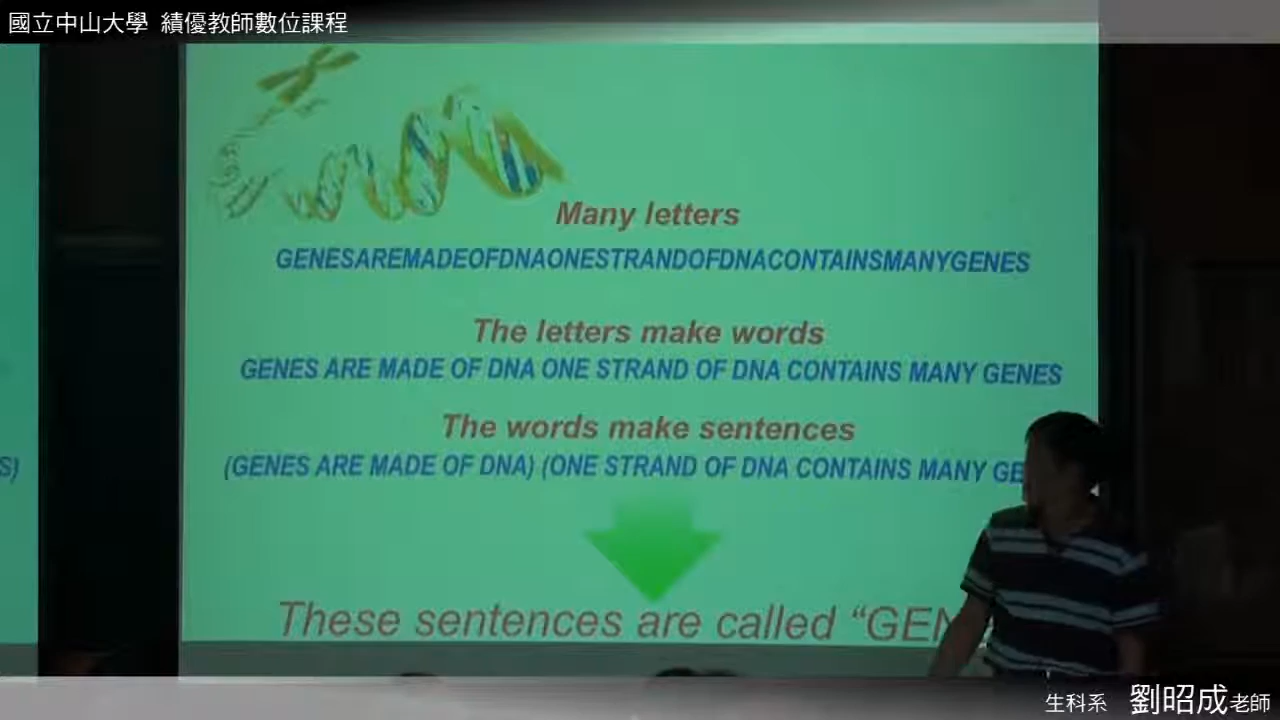 國立中山大學 績優教師數位課程
Many letters
GENESAREMADEOFDNAONESTRANDOFDNACONTAINSMANYGENES
The letters make words
GENES ARE MADE OF DNA ONE STRAND OF DNA CONTAINS MANY GENES
The words make sentences
S)
(GENES ARE MADE OF DNA) (ONE STRAND OF DNA CONTAINS MANY GE
These sentences are called “GEN
生科系 劉昭成老師